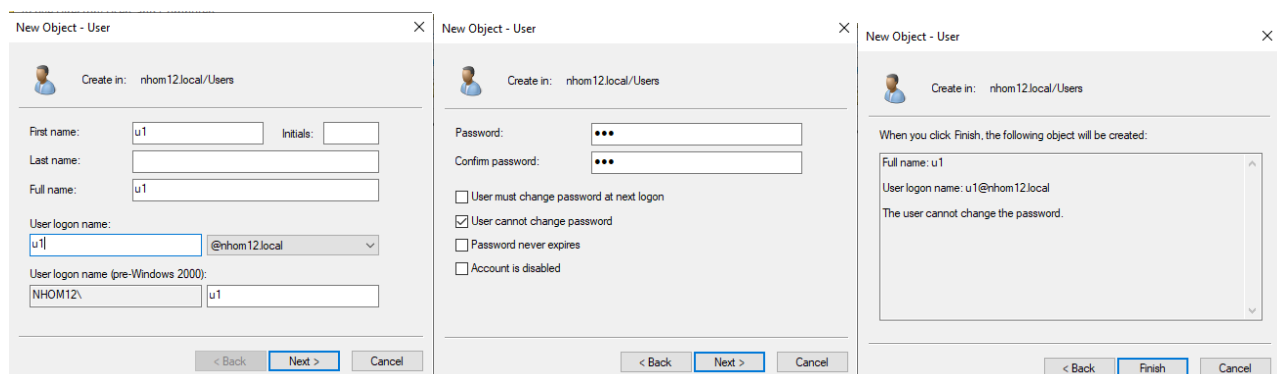 New Object - User
Create in: nhom12.local/Users
First name: u1 Initials:
Last name:
Full name: u1
User logon name:
u1 @nhom12.local
User logon name (pre-Windows 2000):
NHOM12\ u1
< Back Next > Cancel
New Object - User
Create in: nhom12.local/Users
Password: •••
Confirm password: •••
User must change password at next logon
User cannot change password
Password never expires
Account is disabled
< Back Next > Cancel
New Object - User
Create in: nhom12.local/Users
When you click Finish, the following object will be created:
Full name: u1
User logon name: u1@nhom12.local
The user cannot change the password.
< Back Finish Cancel